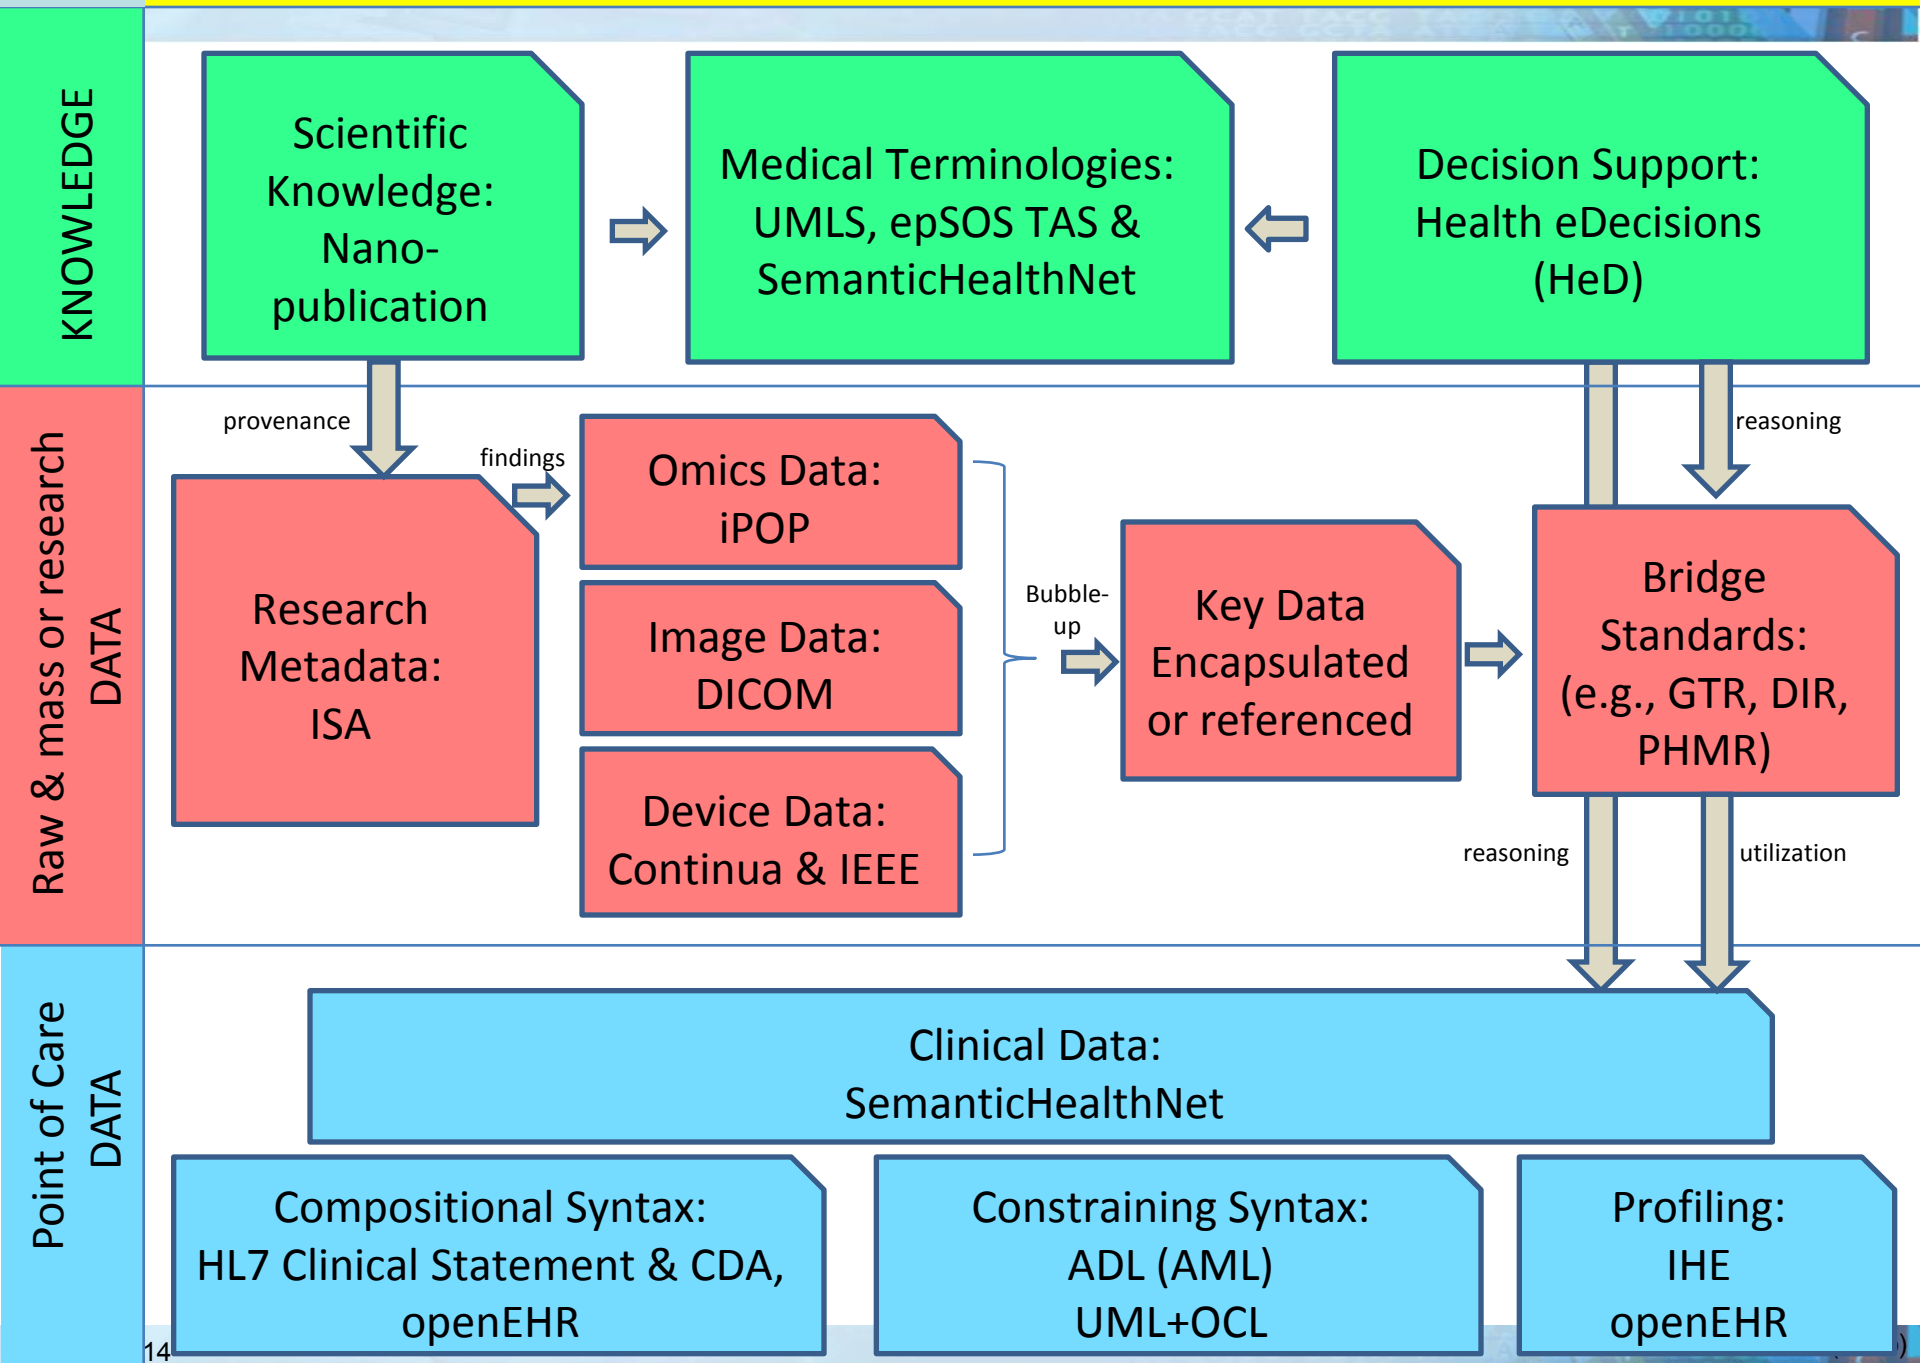 KNOWLEDGE
Scientific
Knowledge:
Nano-
publication
Medical Terminologies:
UMLS, epSOS TAS &
SemanticHealthNet
Decision Support:
Health eDecisions
(HeD)
Raw & mass or research
DATA
provenance
findings
reasoning
Research
Metadata:
ISA
Omics Data:
iPOP
Image Data:
DICOM
Device Data:
Continua & IEEE
Bubble-
up
Key Data
Encapsulated
or referenced
Bridge
Standards:
(e.g., GTR, DIR,
PHMR)
reasoning
utilization
Point of Care
DATA
Clinical Data:
SemanticHealthNet
Compositional Syntax:
HL7 Clinical Statement & CDA,
openEHR
Constraining Syntax:
ADL (AML)
UML+OCL
Profiling:
IHE
openEHR
14